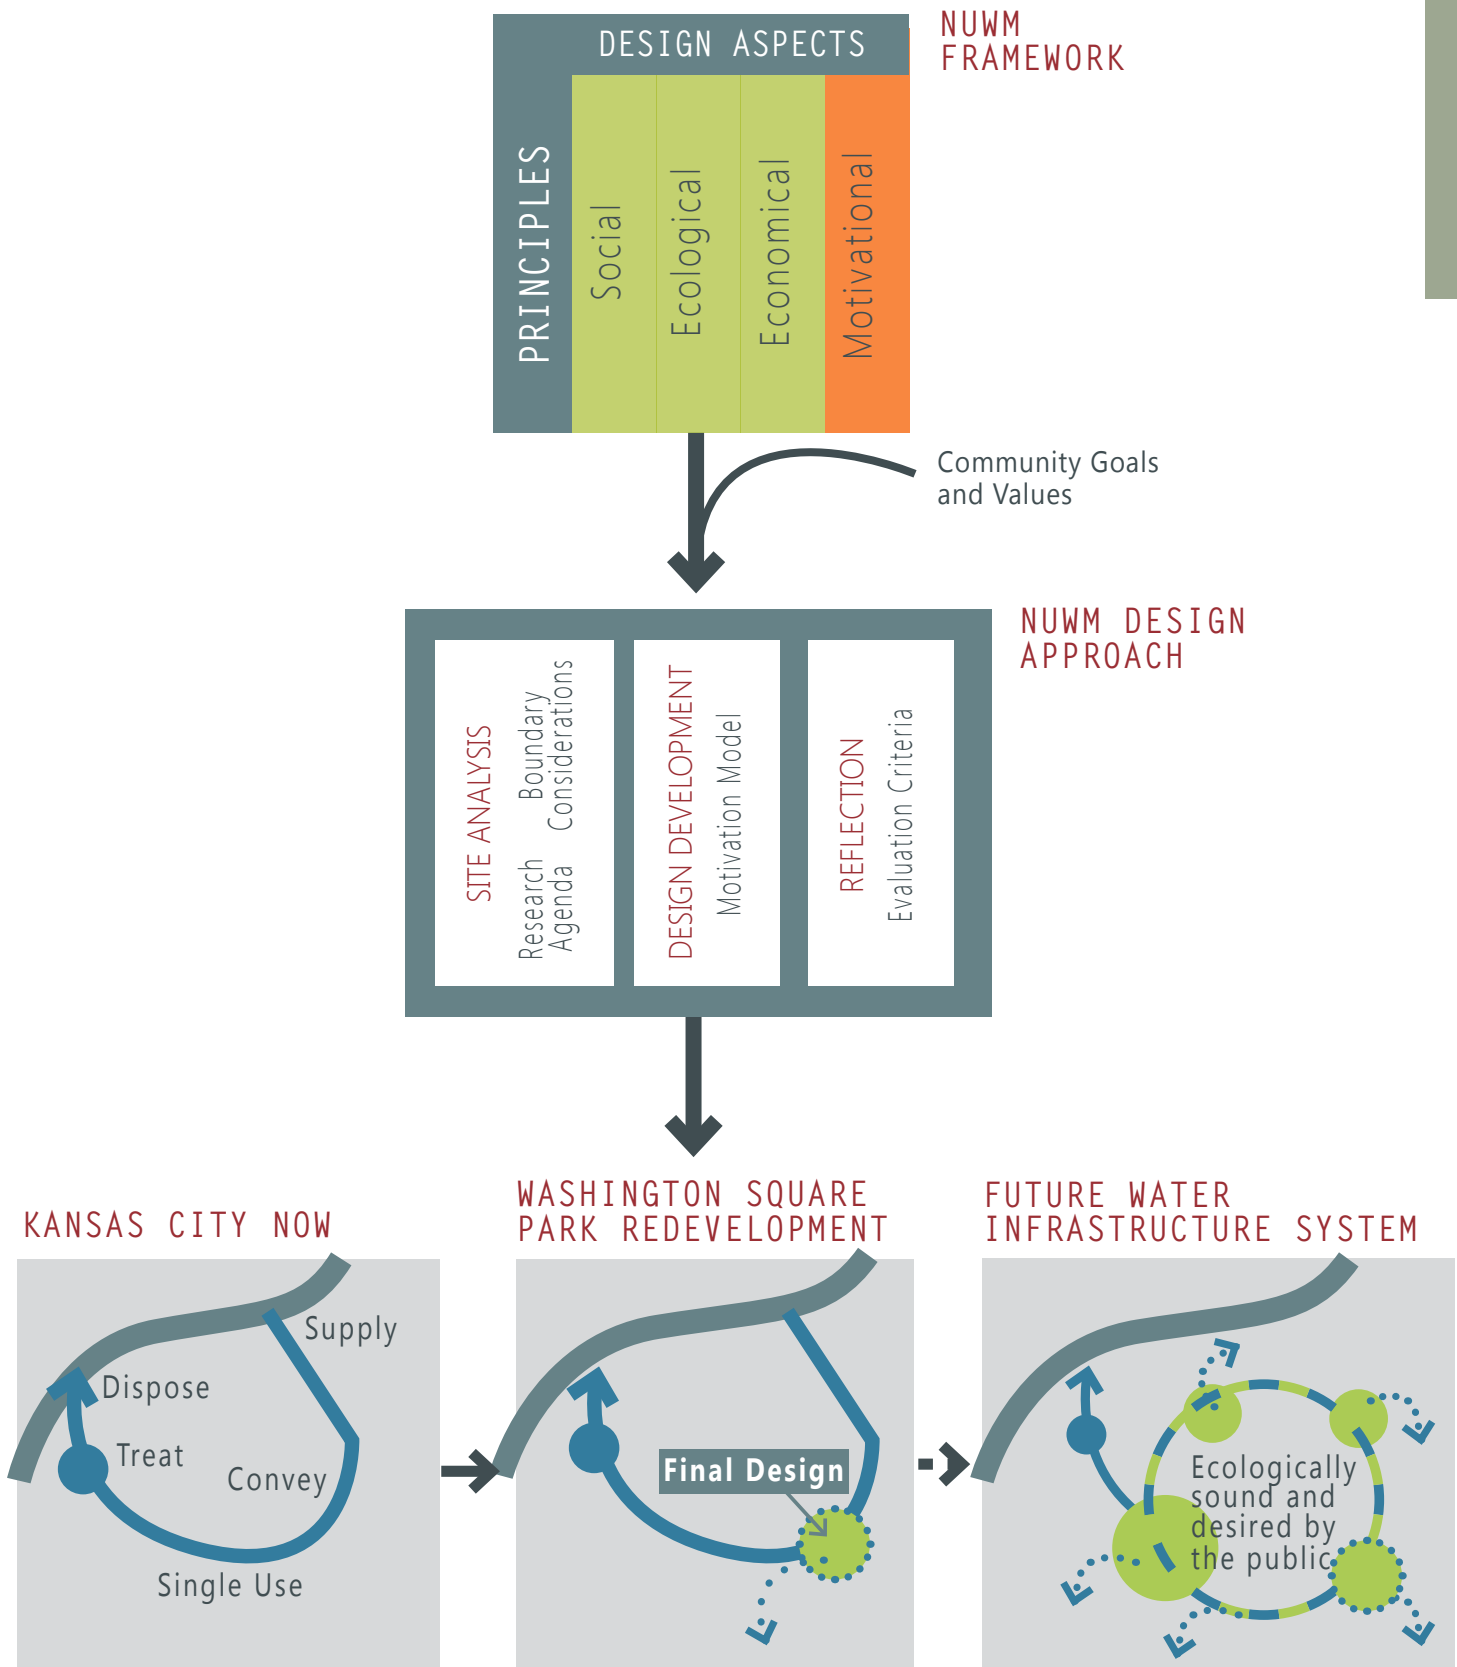 NUWM
FRAMEWORK
DESIGN ASPECTS
PRINCIPLES
Social
Ecological
Economical
Motivational
Community Goals
and Values
NUWM DESIGN
APPROACH
SITE ANALYSIS
Research
Agenda
Boundary
Considerations
DESIGN DEVELOPMENT
Motivation Model
REFLECTION
Evaluation Criteria
KANSAS CITY NOW
Supply
Dispose
Treat
Convey
Single Use
WASHINGTON SQUARE
PARK REDEVELOPMENT
Final Design
FUTURE WATER
INFRASTRUCTURE SYSTEM
Ecologically
sound and
desired by
the public